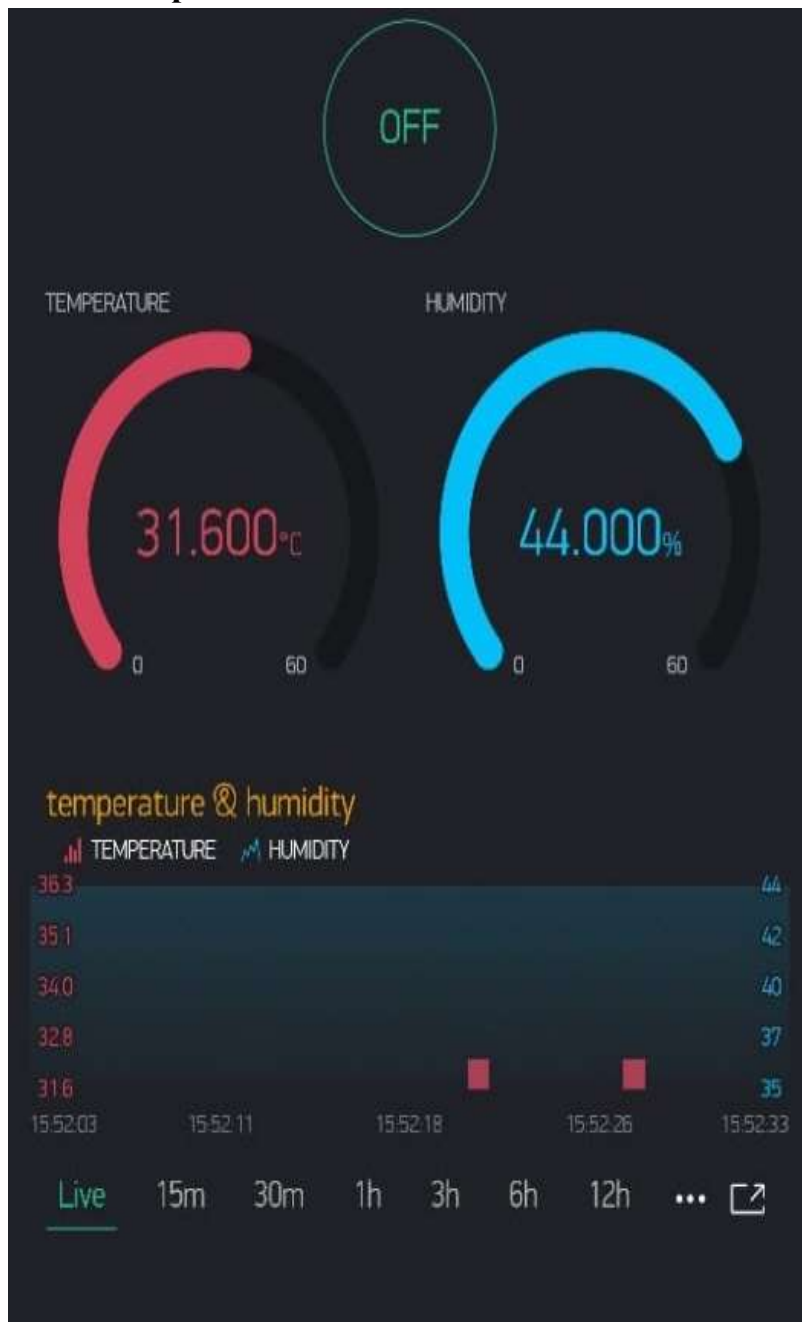 OFF
TEMPERATURE HUMIDITY
31.600°C 44.000%
0 60 0 60
temperature & humidity
TEMPERATURE HUMIDITY
36.3 44
35.1 42
34.0 40
32.8 37
31.6 35
15:52:03 15:52:11 15:52:18 15:52:26 15:52:33
Live 15m 30m 1h 3h 6h 12h •••